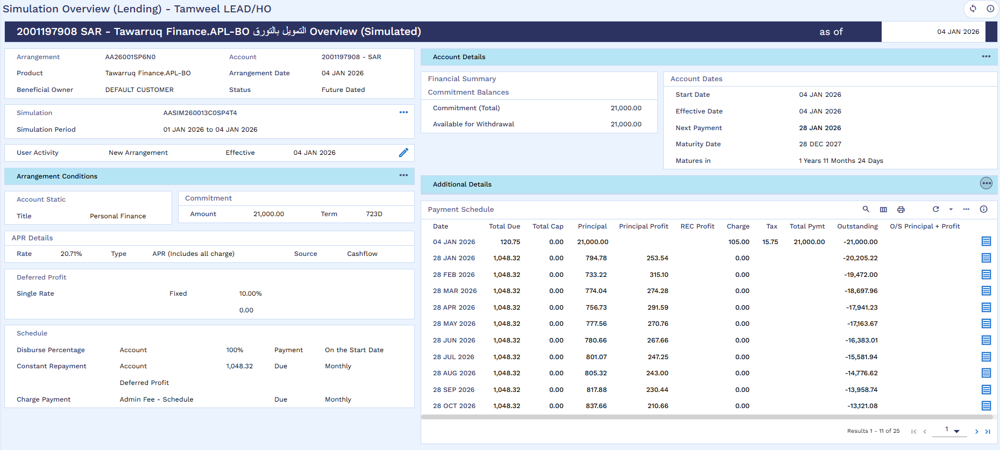 Simulation Overview (Lending) - Tamweel LEAD/HO
2001197908 SAR - Tawarruq Finance.APL-BO التمويل بالتورق Overview (Simulated) as of 04 JAN 2026
Arrangement AA26001SP6N0 Account 2001197908 - SAR
Product Tawarruq Finance.APL-BO Arrangement Date 04 JAN 2026
Beneficial Owner DEFAULT CUSTOMER Status Future Dated
Simulation AASIM260013C0SP4T4
Simulation Period 01 JAN 2026 to 04 JAN 2026
User Activity New Arrangement Effective 04 JAN 2026
Arrangement Conditions
Account Static
Title Personal Finance
Commitment
Amount 21,000.00 Term 723D
APR Details
Rate 20.71% Type APR (Includes all charge) Source Cashflow
Deferred Profit
Single Rate Fixed 10.00%
0.00
Schedule
Disburse Percentage Account 100% Payment On the Start Date
Constant Repayment Account 1,048.32 Due Monthly
Deferred Profit
Charge Payment Admin Fee - Schedule Due Monthly
Account Details
Financial Summary
Commitment Balances
Commitment (Total) 21,000.00
Available for Withdrawal 21,000.00
Account Dates
Start Date 04 JAN 2026
Effective Date 04 JAN 2026
Next Payment 28 JAN 2026
Maturity Date 28 DEC 2027
Matures in 1 Years 11 Months 24 Days
Additional Details
Payment Schedule
Date Total Due Total Cap Principal Principal Profit REC Profit Charge Tax Total Pymt Outstanding O/S Principal + Profit
04 JAN 2026 120.75 0.00 21,000.00 105.00 15.75 21,000.00 -21,000.00
28 JAN 2026 1,048.32 0.00 794.78 253.54 0.00 -20,205.22
28 FEB 2026 1,048.32 0.00 733.22 315.10 0.00 -19,472.00
28 MAR 2026 1,048.32 0.00 774.04 274.28 0.00 -18,697.96
28 APR 2026 1,048.32 0.00 756.73 291.59 0.00 -17,941.23
28 MAY 2026 1,048.32 0.00 777.56 270.76 0.00 -17,163.67
28 JUN 2026 1,048.32 0.00 780.66 267.66 0.00 -16,383.01
28 JUL 2026 1,048.32 0.00 801.07 247.25 0.00 -15,581.94
28 AUG 2026 1,048.32 0.00 805.32 243.00 0.00 -14,776.62
28 SEP 2026 1,048.32 0.00 817.88 230.44 0.00 -13,958.74
28 OCT 2026 1,048.32 0.00 837.66 210.66 0.00 -13,121.08
Results 1 - 11 of 25 1